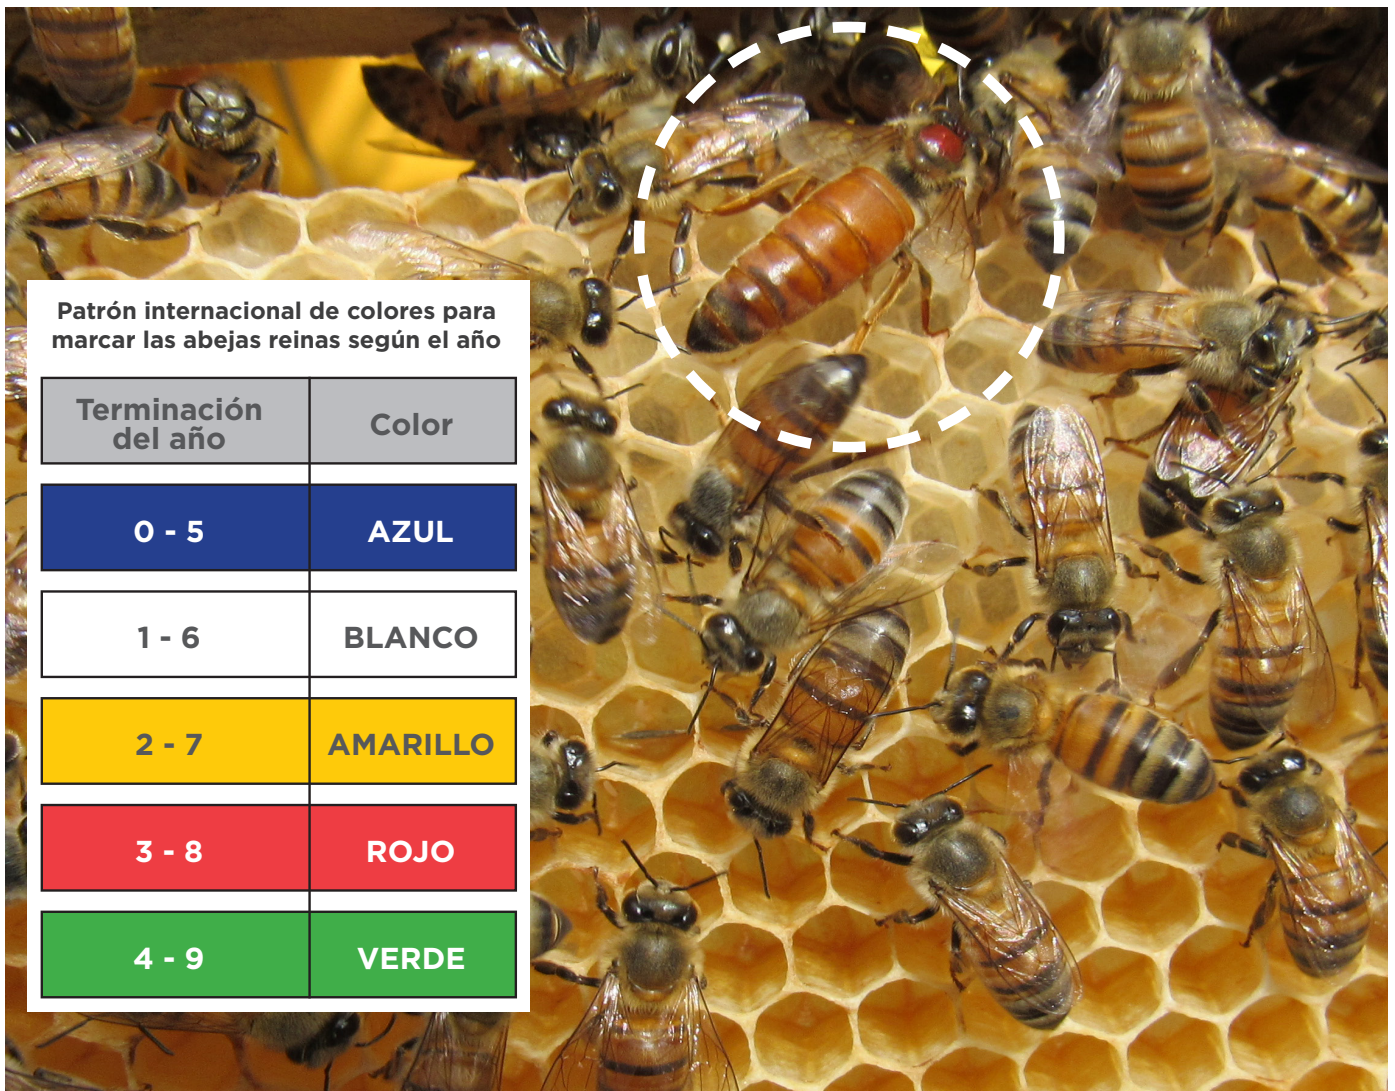 Patrón internacional de colores para
marcar las abejas reinas según el año
Terminación
del año
Color
0 - 5
AZUL
1 - 6
BLANCO
2 - 7
AMARILLO
3 - 8
ROJO
4 - 9
VERDE